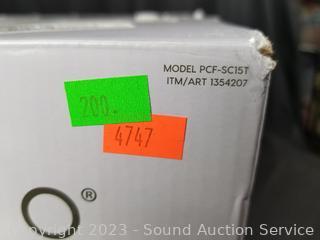 MODEL PCF-SC15T
ITM/ART 1354207
200.
4747
O®
Copyright 2023 - Sound Auction Service